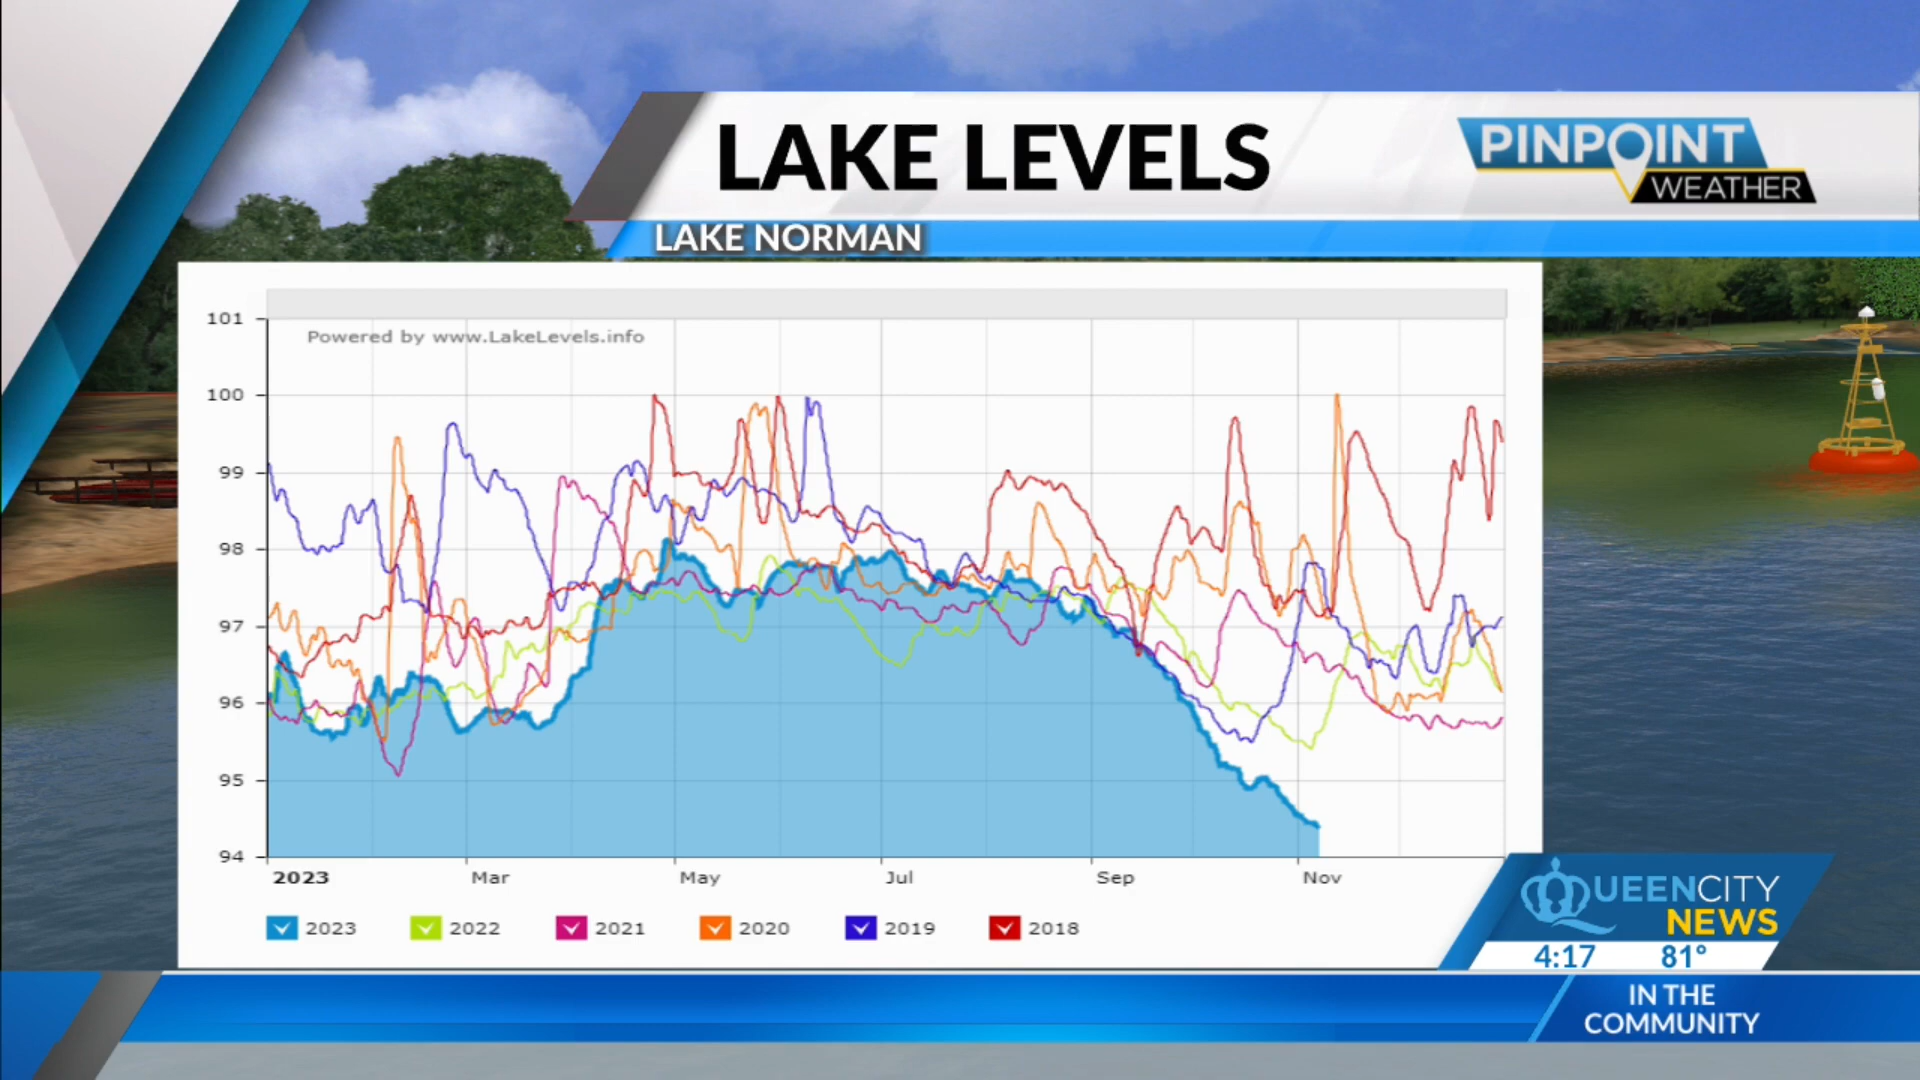 LAKE LEVELS
PINPOINT
WEATHER
LAKE NORMAN
Powered by www.LakeLevels.info
101
100
99
98
97
96
95
94
2023 Mar May Jul Sep Nov
2023 2022 2021 2020 2019 2018
QUEENCITY
NEWS
4:17 81°
IN THE
COMMUNITY